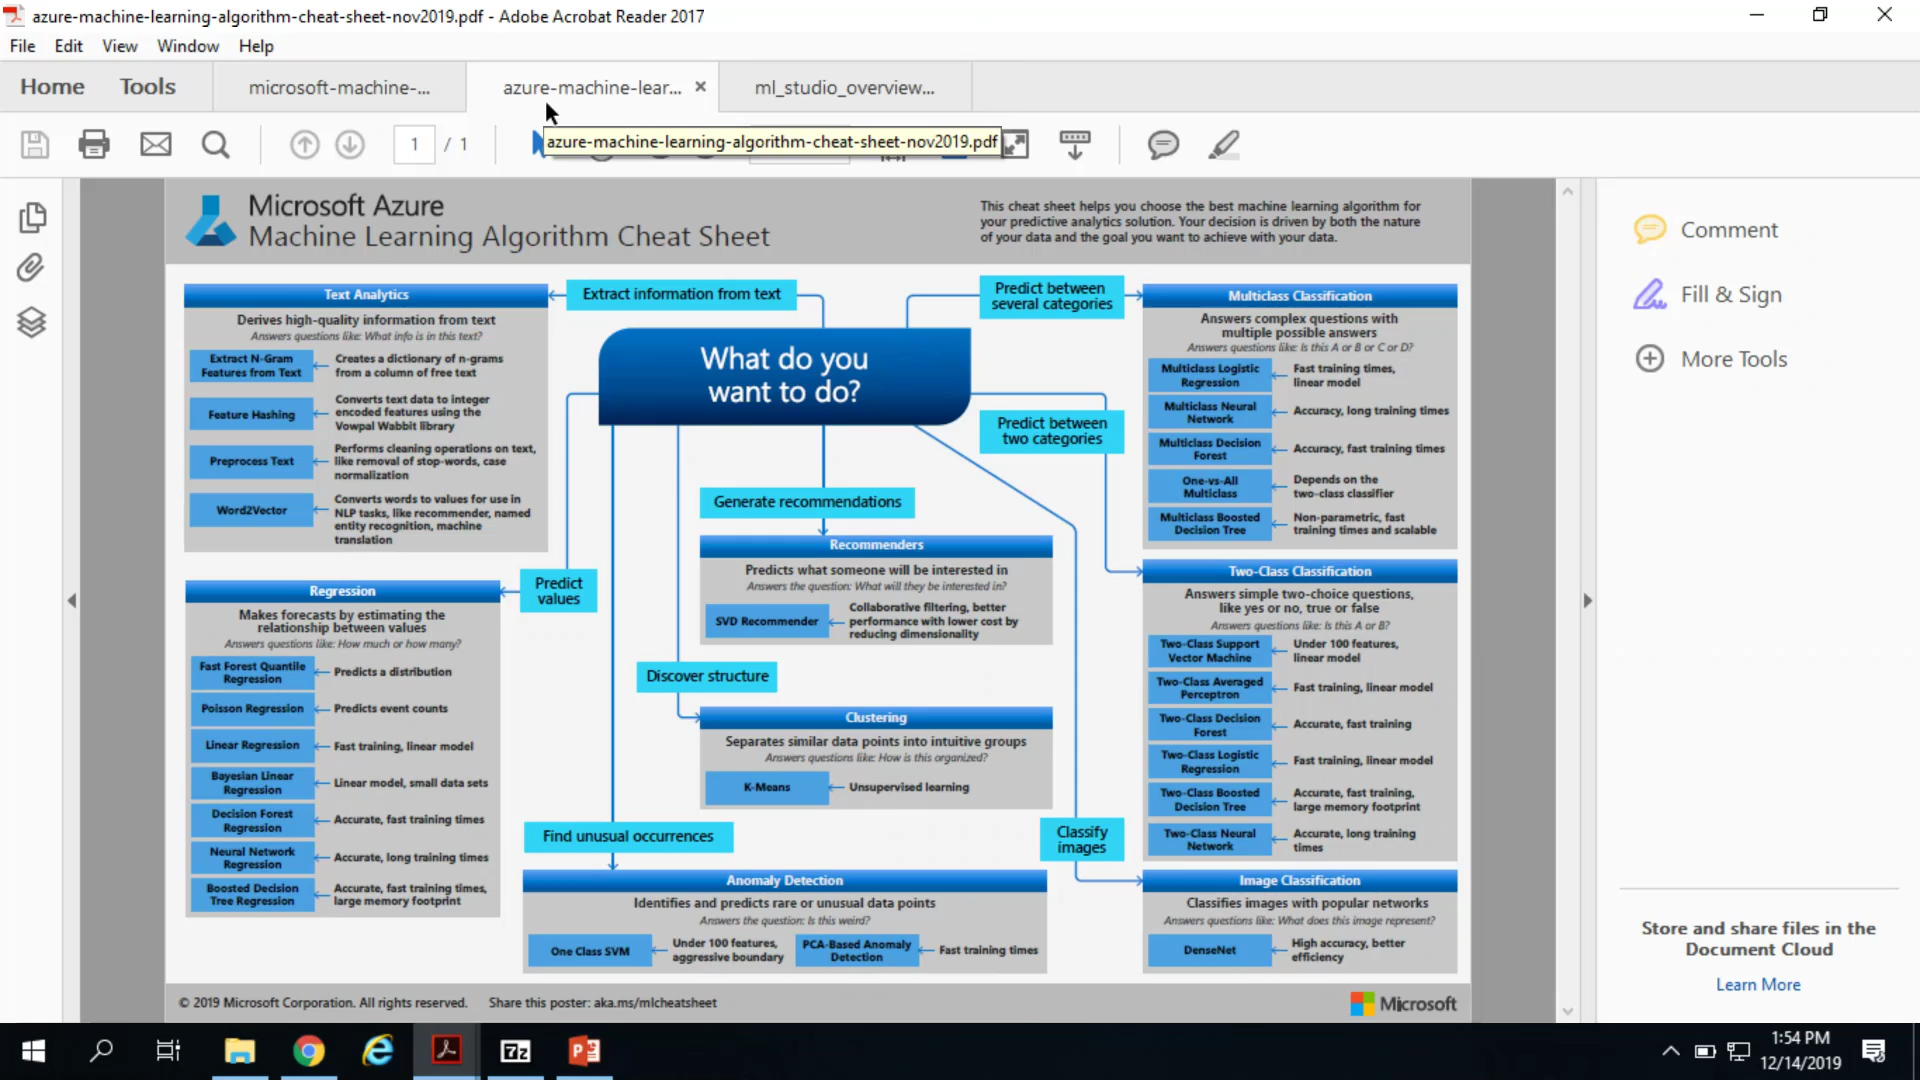 azure-machine-learning-algorithm-cheat-sheet-nov2019.pdf - Adobe Acrobat Reader 2017
File Edit View Window Help
Home Tools microsoft-machine-... azure-machine-lear... ml_studio_overview...
1 / 1
azure-machine-learning-algorithm-cheat-sheet-nov2019.pdf
Microsoft Azure
Machine Learning Algorithm Cheat Sheet
This cheat sheet helps you choose the best machine learning algorithm for
your predictive analytics solution. Your decision is driven by both the nature
of your data and the goal you want to achieve with your data.
What do you
want to do?
Extract information from text
Text Analytics
Derives high-quality information from text
Answers questions like: What info is in this text?
Extract N-Gram
Features from Text
Creates a dictionary of n-grams
from a column of free text
Feature Hashing
Converts text data to integer
encoded features using the
Vowpal Wabbit library
Preprocess Text
Performs cleaning operations on text,
like removal of stop-words, case
normalization
Word2Vector
Converts words to values for use in
NLP tasks, like recommender, named
entity recognition, machine
translation
Predict
values
Regression
Makes forecasts by estimating the
relationship between values
Answers questions like: How much or how many?
Fast Forest Quantile
Regression
Predicts a distribution
Poisson Regression
Predicts event counts
Linear Regression
Fast training, linear model
Bayesian Linear
Regression
Linear model, small data sets
Decision Forest
Regression
Accurate, fast training times
Neural Network
Regression
Accurate, long training times
Boosted Decision
Tree Regression
Accurate, fast training times,
large memory footprint
Generate recommendations
Recommenders
Predicts what someone will be interested in
Answers the question: What will they be interested in?
SVD Recommender
Collaborative filtering, better
performance with lower cost by
reducing dimensionality
Discover structure
Clustering
Separates similar data points into intuitive groups
Answers questions like: How is this organized?
K-Means
Unsupervised learning
Find unusual occurrences
Anomaly Detection
Identifies and predicts rare or unusual data points
Answers the question: Is this weird?
One Class SVM
Under 100 features,
aggressive boundary
PCA-Based Anomaly
Detection
Fast training times
Predict between
several categories
Multiclass Classification
Answers complex questions with
multiple possible answers
Answers questions like: Is this A or B or C or D?
Multiclass Logistic
Regression
Fast training times,
linear model
Multiclass Neural
Network
Accuracy, long training times
Multiclass Decision
Forest
Accuracy, fast training times
One-vs-All
Multiclass
Depends on the
two-class classifier
Multiclass Boosted
Decision Tree
Non-parametric, fast
training times and scalable
Predict between
two categories
Two-Class Classification
Answers simple two-choice questions,
like yes or no, true or false
Answers questions like: Is this A or B?
Two-Class Support
Vector Machine
Under 100 features,
linear model
Two-Class Averaged
Perceptron
Fast training, linear model
Two-Class Decision
Forest
Accurate, fast training
Two-Class Logistic
Regression
Fast training, linear model
Two-Class Boosted
Decision Tree
Accurate, fast training,
large memory footprint
Two-Class Neural
Network
Accurate, long training
times
Classify
images
Image Classification
Classifies images with popular networks
Answers questions like: What does this image represent?
DenseNet
High accuracy, better
efficiency
© 2019 Microsoft Corporation. All rights reserved. Share this poster: aka.ms/mlcheatsheet
Microsoft
Comment
Fill & Sign
More Tools
Store and share files in the
Document Cloud
Learn More
7z
P
1:54 PM
12/14/2019